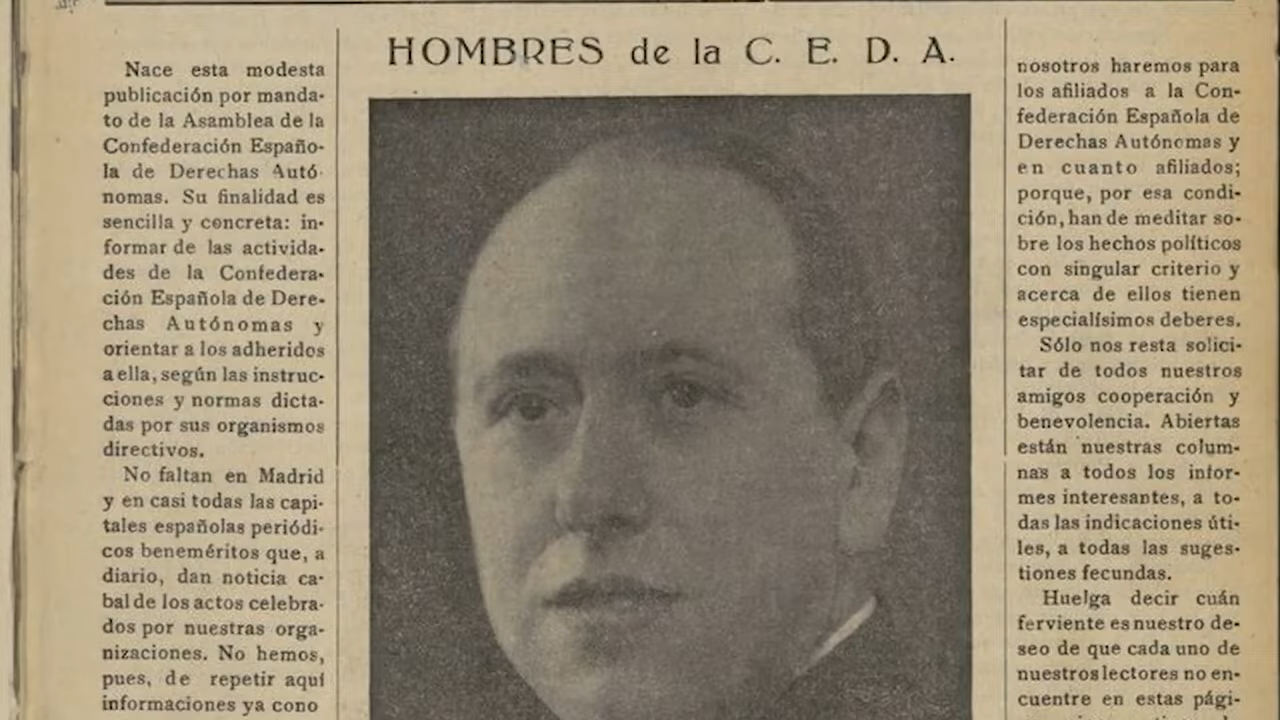 HOMBRES de la C. E. D. A.
Nace esta modesta
publicación por manda-
to de la Asamblea de la
Confederación Españo-
la de Derechas Autó-
nomas. Su finalidad es
sencilla y concreta: in-
formar de las activida-
des de la Confedera-
ción Española de Dere-
chas Autónomas y
orientar a los adheridos
a ella, según las instruc-
ciones y normas dicta-
das por sus organismos
directivos.
No faltan en Madrid
y en casi todas las capi-
tales españolas periódi-
cos beneméritos que, a
diario, dan noticia ca-
bal de los actos celebra-
dos por nuestras orga-
nizaciones. No hemos,
pues, de repetir aquí
informaciones ya cono
nosotros haremos para
los afiliados a la Con-
federación Española de
Derechas Autónomas y
en cuanto afiliados;
porque, por esa condi-
ción, han de meditar so-
bre los hechos políticos
con singular criterio y
acerca de ellos tienen
especialísimos deberes.
Sólo nos resta solici-
tar de todos nuestros
amigos cooperación y
benevolencia. Abiertas
están nuestras colum-
nas a todos los infor-
mes interesantes, a to-
das las indicaciones úti-
les, a todas las suges-
tiones fecundas.
Huelga decir cuán
ferviente es nuestro de-
seo de que cada uno de
nuestros lectores no en-
cuentre en estas pági-